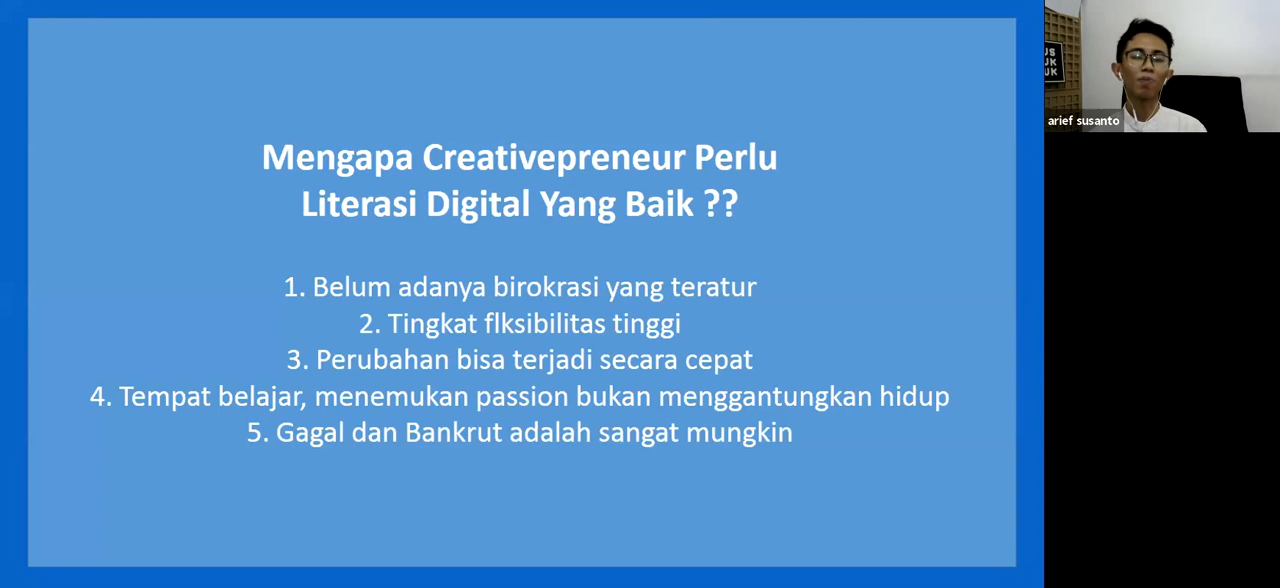 Mengapa Creativepreneur Perlu
Literasi Digital Yang Baik ??
1. Belum adanya birokrasi yang teratur
2. Tingkat flksibilitas tinggi
3. Perubahan bisa terjadi secara cepat
4. Tempat belajar, menemukan passion bukan menggantungkan hidup
5. Gagal dan Bankrut adalah sangat mungkin
arief susanto